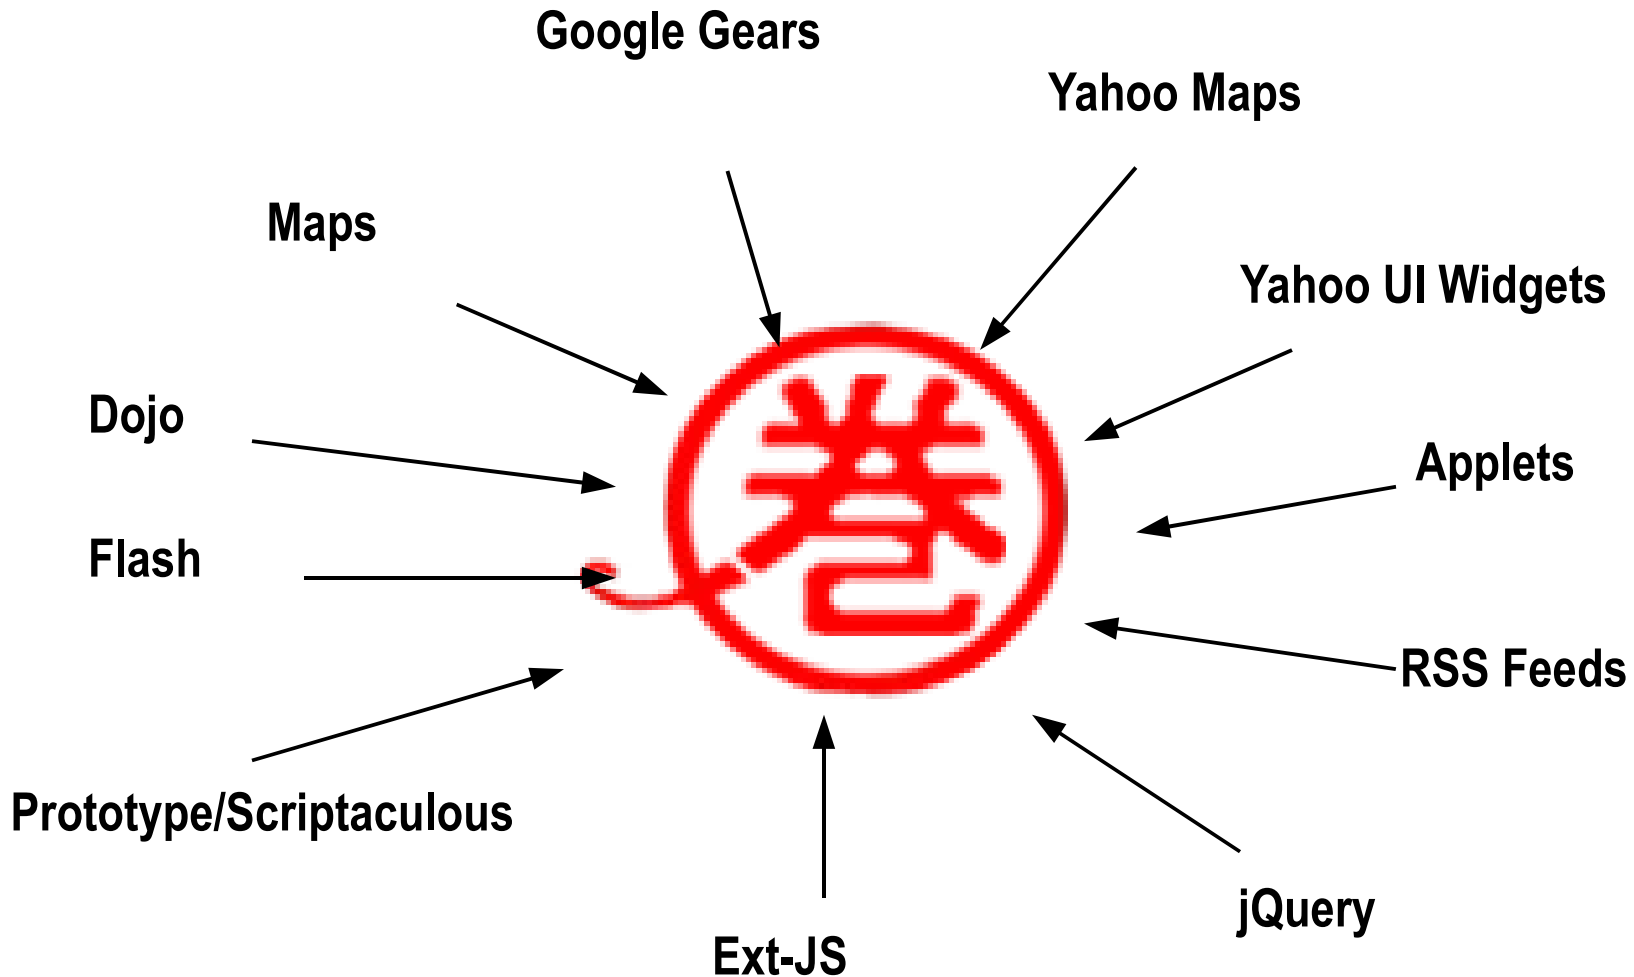 Google Gears
Yahoo Maps
Maps
Yahoo UI Widgets
Dojo
Applets
Flash
RSS Feeds
Prototype/Scriptaculous
jQuery
Ext-JS
巻